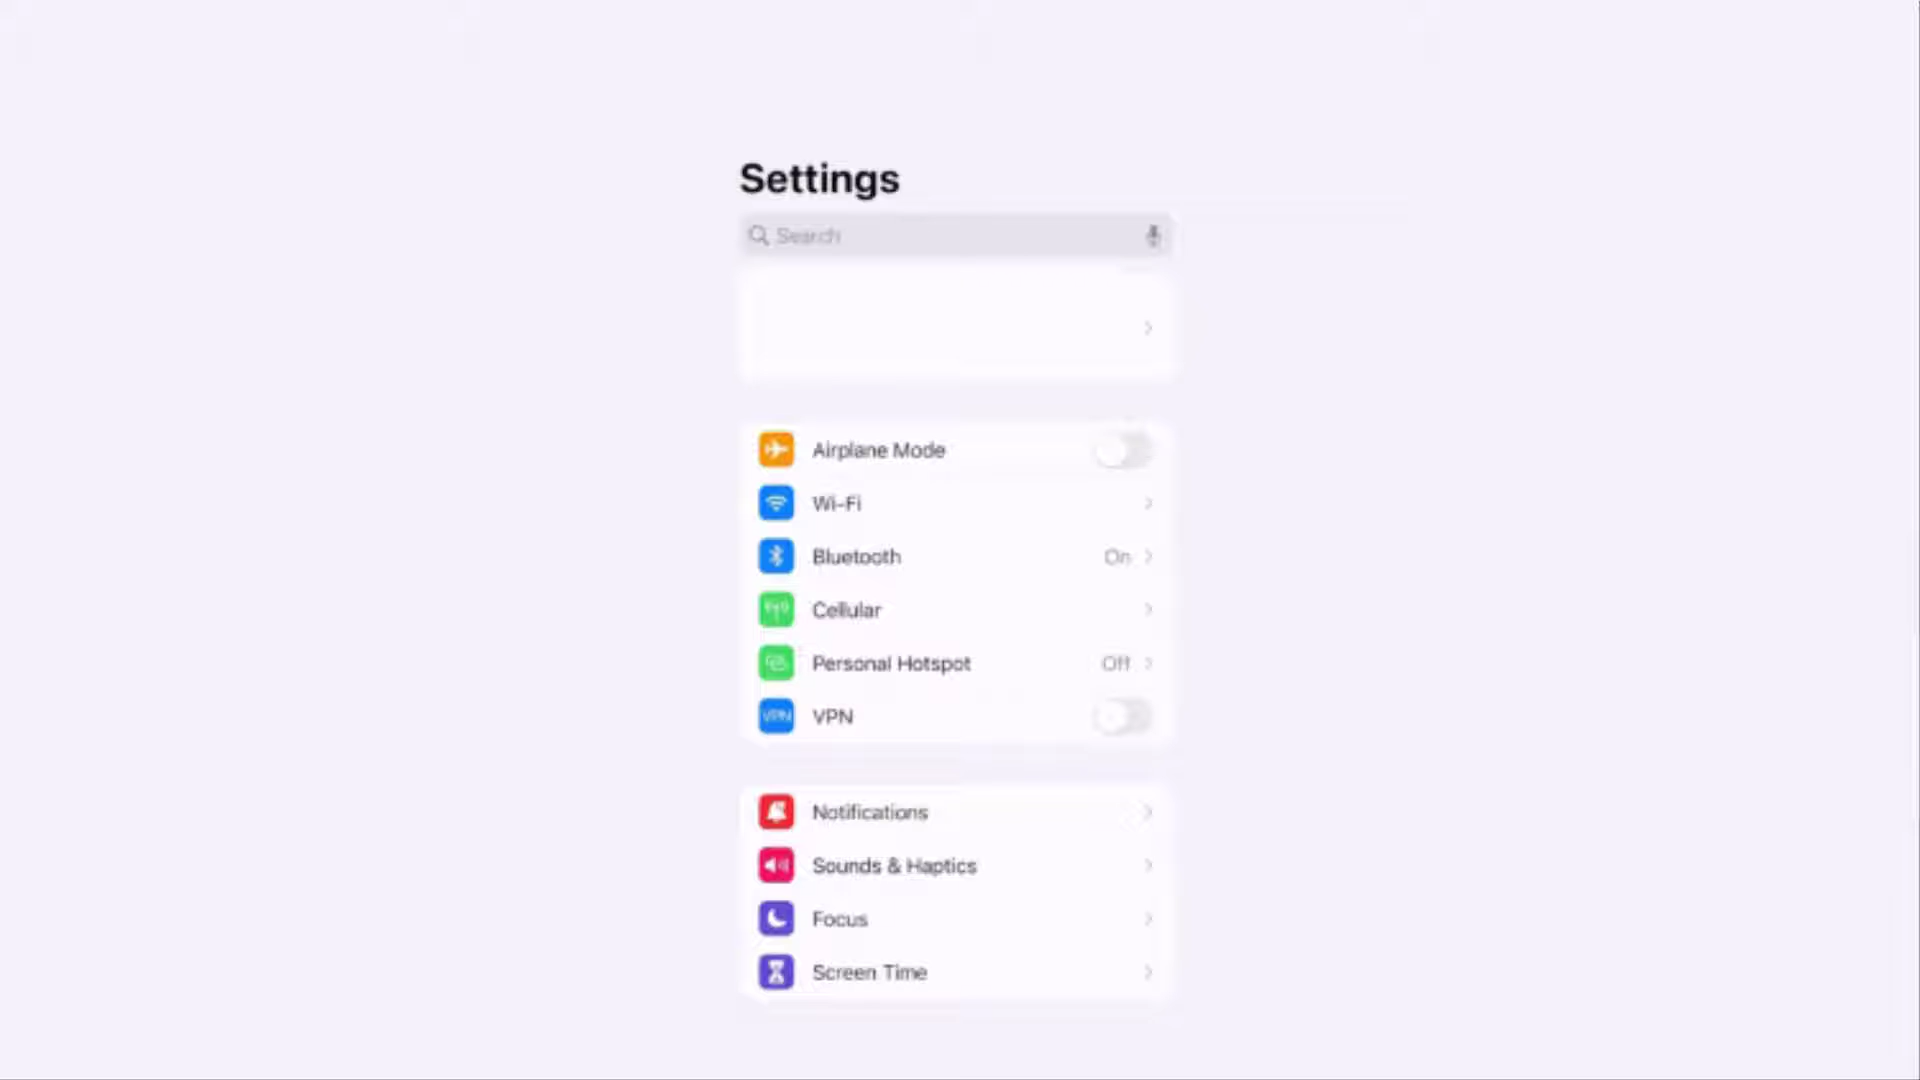 Settings
Search
Airplane Mode
Wi-Fi
Bluetooth On
Cellular
Personal Hotspot Off
VPN VPN
Notifications
Sounds & Haptics
Focus
Screen Time